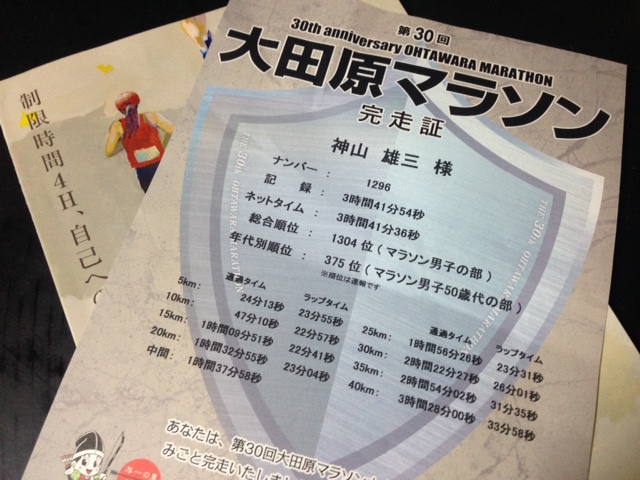 制限時間4H、自己への
第30回
30th anniversary OHTAWARA MARATHON
大田原マラソン
完走証
神山 雄三 様
ナンバー : 1296
記 録 : 3時間41分54秒
ネットタイム : 3時間41分36秒
総合順位 : 1304 位 ( マラソン男子の部 )
年代別順位 : 375 位 ( マラソン男子50歳代の部 )
※順位は速報です
通過タイム ラップタイム
5km: 24分13秒 23分55秒
10km: 47分10秒 22分57秒
15km: 1時間09分51秒 22分41秒
20km: 1時間32分55秒 23分04秒
中間: 1時間37分58秒
通過タイム ラップタイム
25km: 1時間56分26秒 23分31秒
30km: 2時間22分27秒 26分01秒
35km: 2時間54分02秒 31分35秒
40km: 3時間28分00秒 33分58秒
THE 30th OHTAWARA MARATHON
THE 30th OHTAWARA MARATHON
あなたは、第30回大田原マラソン
みごと完走いたしま